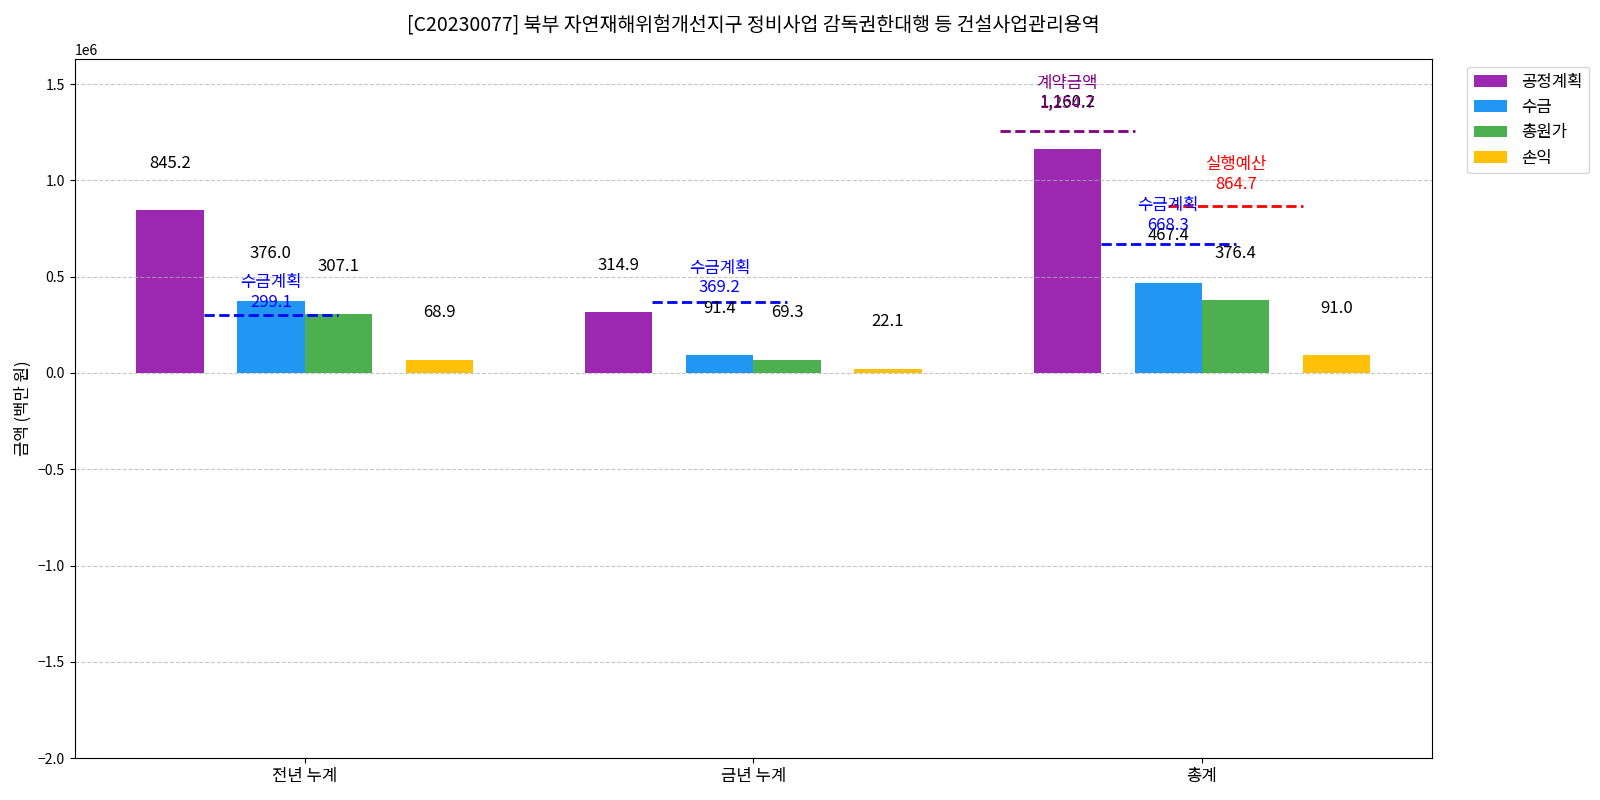 [C20230077] 북부 자연재해위험개선지구 정비사업 감독권한대행 등 건설사업관리용역
1e6
금액 (백만 원)
1.5
1.0
0.5
0.0
−0.5
−1.0
−1.5
−2.0
845.2
376.0
307.1
수금계획
299.1
68.9
314.9
수금계획
369.2
91.4
69.3
22.1
계약금액
1,160.2
실행예산
864.7
수금계획
668.3
467.4
376.4
91.0
전년 누계
금년 누계
총계
공정계획
수금
총원가
손익